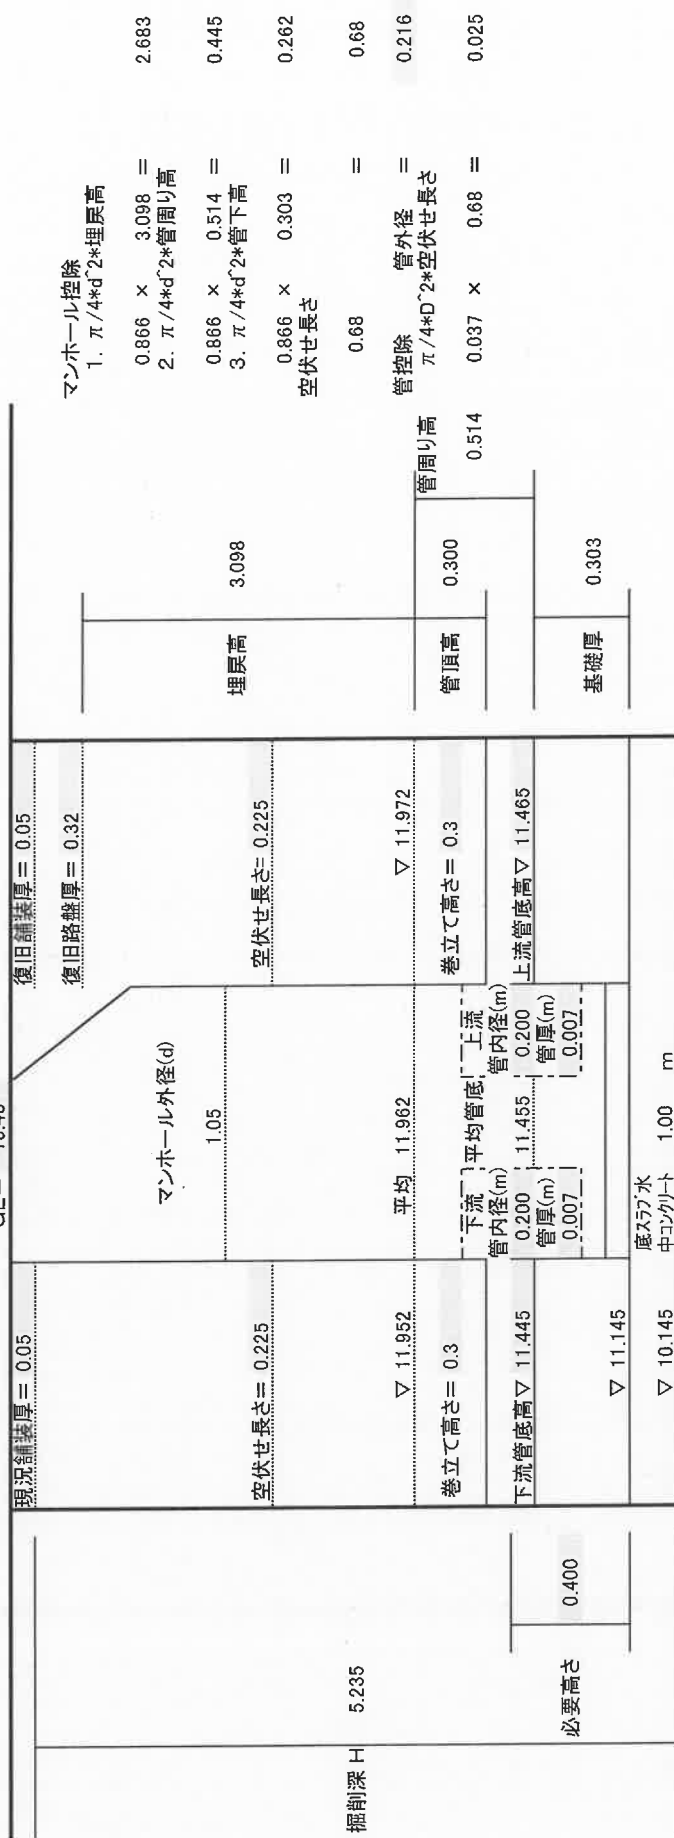 現況舗装厚= 0.05
復旧舗装厚= 0.05
復旧路盤厚= 0.32
マンホール外径(d)
1.05
空伏せ長さ= 0.225
空伏せ長さ= 0.225
▽ 11.952
平均 11.962
▽ 11.972
巻立て高さ= 0.3
巻立て高さ= 0.3
下流
平均管底
上流
管内径(m)
管内径(m)
下流管底高▽ 11.445
0.200
11.455
0.200
上流管底高▽ 11.465
管厚(m)
管厚(m)
0.007
0.007
▽ 11.145
底スラブ水
中コンクリート 1.00 m
▽ 10.145
掘削深 H 5.235
必要高さ 0.400
埋戻高 3.098
管頂高 0.300
管周り高
0.514
基礎厚 0.303
マンホール控除
1. π/4*d^2*埋戻高
0.866 × 3.098 = 2.683
2. π/4*d^2*管周り高
0.866 × 0.514 = 0.445
3. π/4*d^2*管下高
0.866 × 0.303 = 0.262
空伏せ長さ
0.68 = 0.68
管控除 管外径 = 0.216
π/4*D^2*空伏せ長さ
0.037 × 0.68 = 0.025